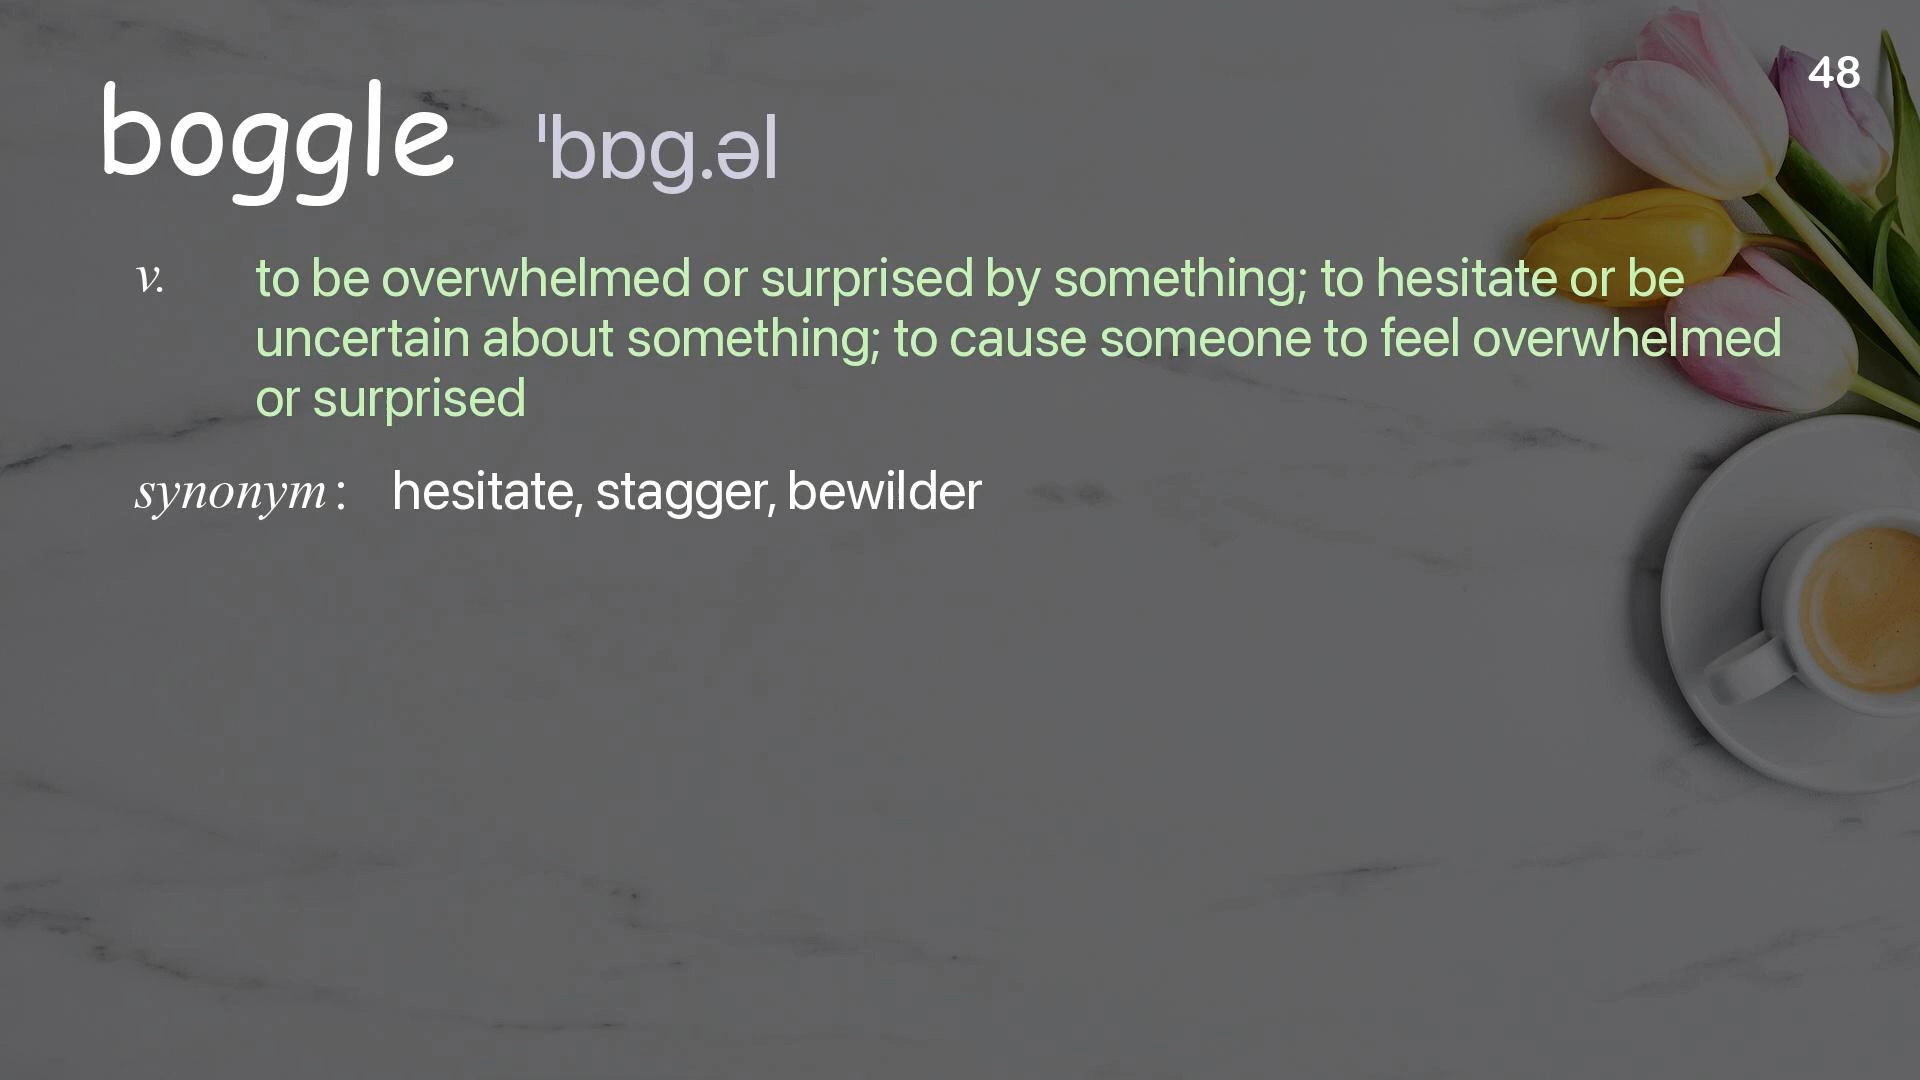 48
boggle ˈbɒg.əl
v. to be overwhelmed or surprised by something; to hesitate or be
uncertain about something; to cause someone to feel overwhelmed
or surprised
synonym : hesitate, stagger, bewilder